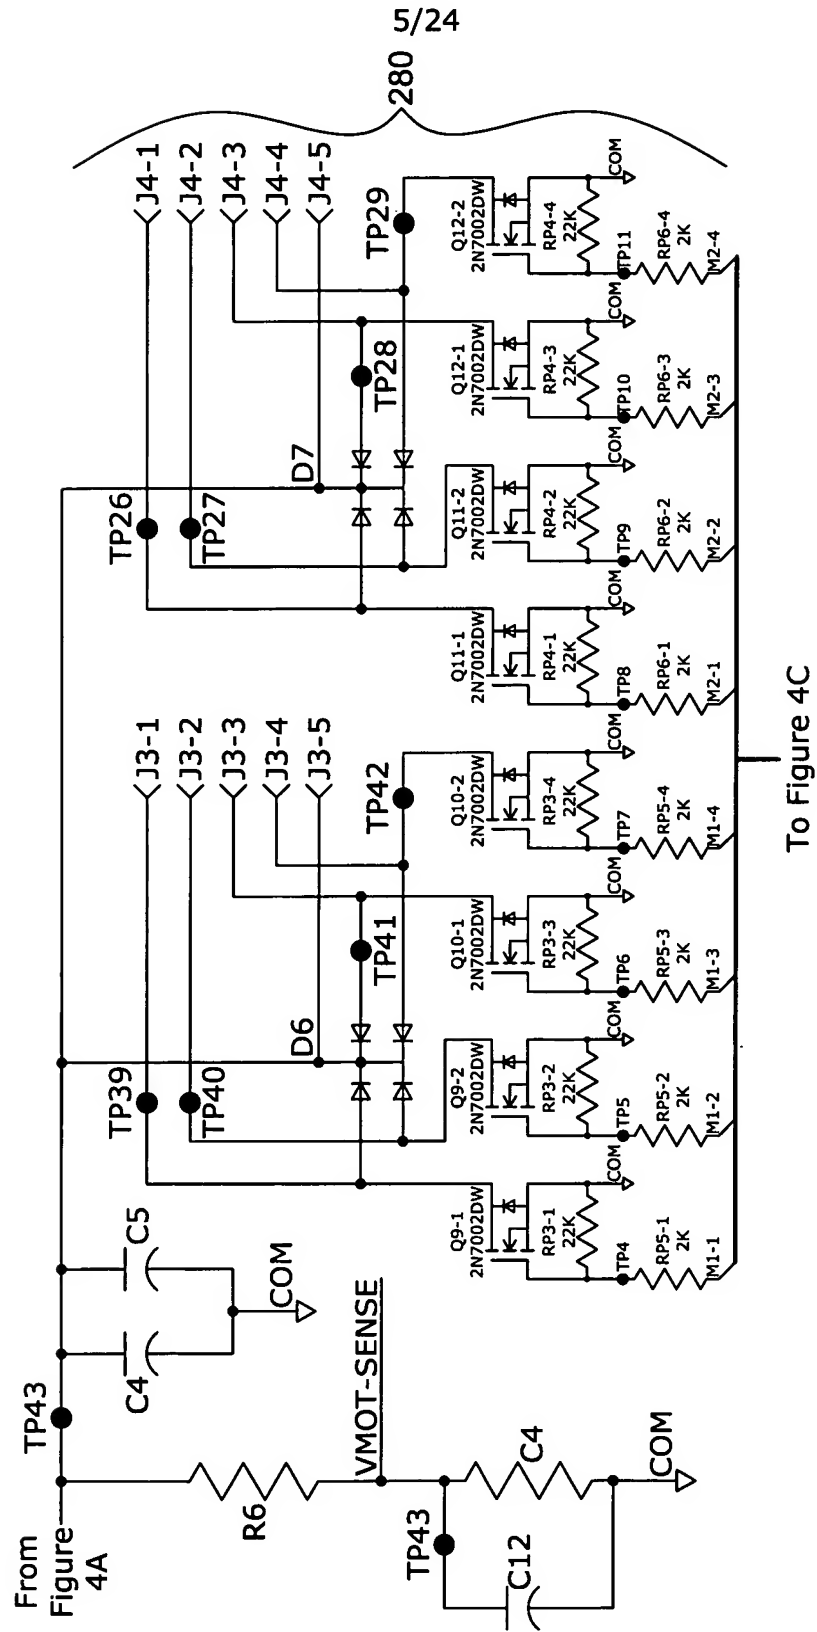 5/24
280
From
Figure
4A
TP43
C4
C5
COM
R6
VMOT-SENSE
TP43
C12
C4
COM
J3-1
J3-2
J3-3
J3-4
J3-5
TP39
TP40
D6
TP41
TP42
J4-1
J4-2
J4-3
J4-4
J4-5
TP26
TP27
D7
TP28
TP29
Q9-1
2N7002DW
RP3-1
22K
TP4
COM
RP5-1
2K
M1-1
Q9-2
2N7002DW
RP3-2
22K
TP5
COM
RP5-2
2K
M1-2
Q10-1
2N7002DW
RP3-3
22K
TP6
COM
RP5-3
2K
M1-3
Q10-2
2N7002DW
RP3-4
22K
TP7
COM
RP5-4
2K
M1-4
Q11-1
2N7002DW
RP4-1
22K
TP8
COM
RP6-1
2K
M2-1
Q11-2
2N7002DW
RP4-2
22K
TP9
COM
RP6-2
2K
M2-2
Q12-1
2N7002DW
RP4-3
22K
TP10
COM
RP6-3
2K
M2-3
Q12-2
2N7002DW
RP4-4
22K
TP11
COM
RP6-4
2K
M2-4
To Figure 4C